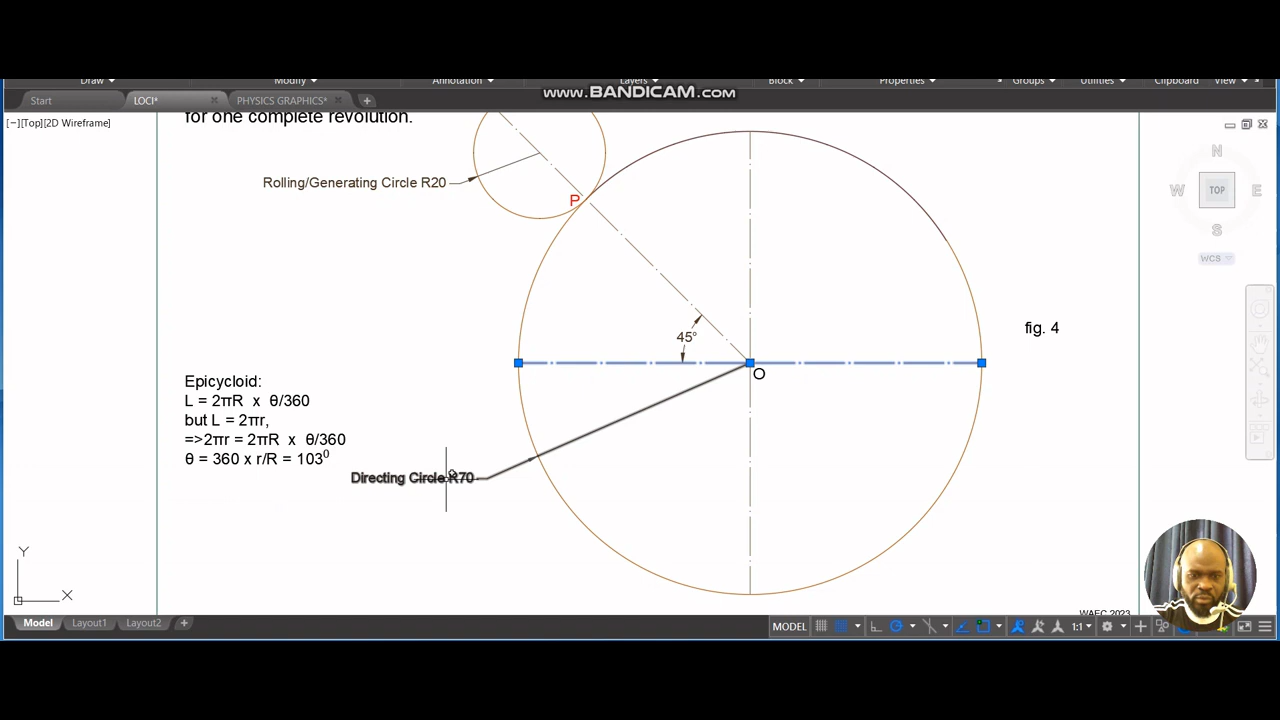 Draw
Modify
Annotation
Layers
Block
Properties
Groups
Utilities
Clipboard
View
www.BANDICAM.com
Start
LOCI*
PHYSICS GRAPHICS*
[−][Top][2D Wireframe]
for one complete revolution.
N
W
TOP
E
S
WCS
Rolling/Generating Circle R20
P
45°
fig. 4
O
Epicycloid:
L = 2πR x θ/360
but L = 2πr,
=>2πr = 2πR x θ/360
θ = 360 x r/R = 103⁰
Directing Circle R70
Y
X
WAEC 2023
Model
Layout1
Layout2
MODEL
1:1